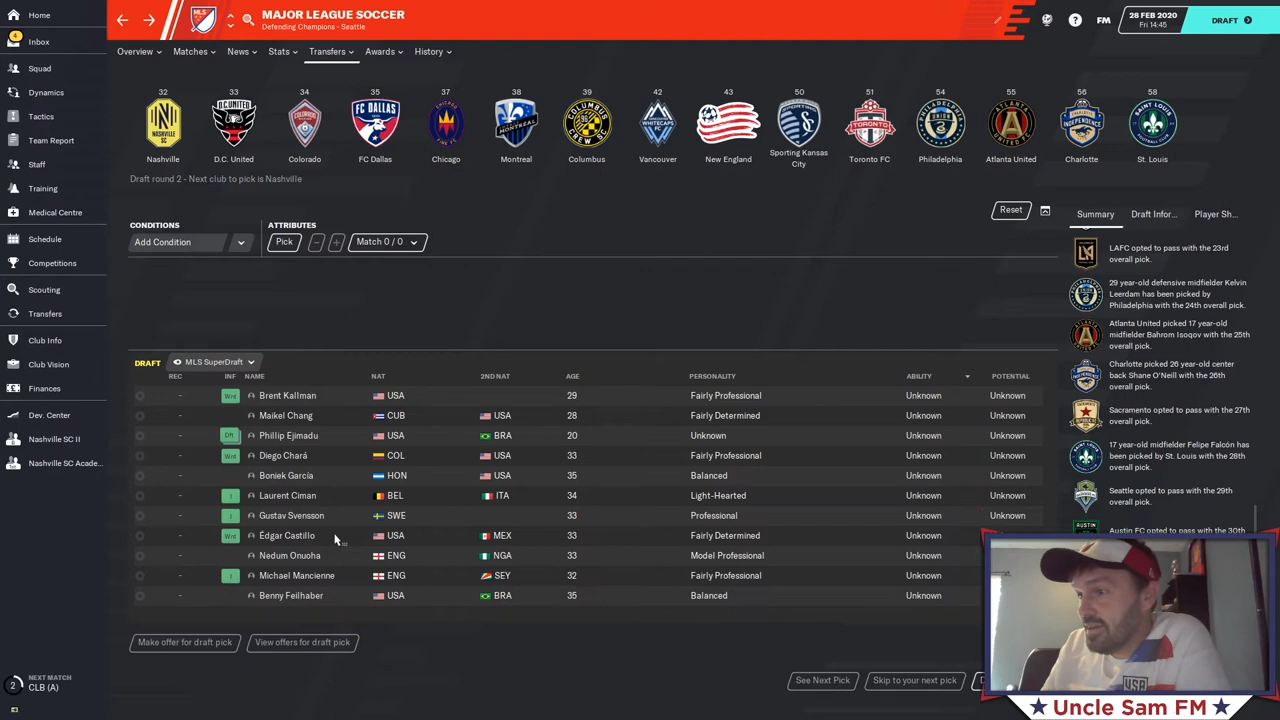 Home
4
Inbox
Squad
Dynamics
Tactics
Team Report
Staff
Training
Medical Centre
Schedule
Competitions
Scouting
Transfers
Club Info
Club Vision
Finances
Dev. Center
Nashville SC II
Nashville SC Acade...
2
NEXT MATCH
CLB (A)
MLS
MAJOR LEAGUE SOCCER
Defending Champions - Seattle
?
FM
28 FEB 2020
Fri 14:45
DRAFT
Overview
Matches
News
Stats
Transfers
Awards
History
32
33
34
35
37
38
39
42
43
50
51
54
55
56
58
Nashville
D.C. United
Colorado
FC Dallas
Chicago
Montreal
Columbus
Vancouver
New England
Sporting Kansas
City
Toronto FC
Philadelphia
Atlanta United
Charlotte
St. Louis
Draft round 2 - Next club to pick is Nashville
CONDITIONS
Add Condition
ATTRIBUTES
Pick
Match 0 / 0
Reset
DRAFT
MLS SuperDraft
REC INF NAME NAT 2ND NAT AGE PERSONALITY ABILITY POTENTIAL
- Wnt Brent Kallman USA 29 Fairly Professional Unknown Unknown
- Maikel Chang CUB USA 28 Fairly Determined Unknown Unknown
- Dft Phillip Ejimadu USA BRA 20 Unknown Unknown Unknown
- Wnt Diego Chará COL USA 33 Fairly Professional Unknown Unknown
- Boniek García HON USA 35 Balanced Unknown Unknown
- I Laurent Ciman BEL ITA 34 Light-Hearted Unknown Unknown
- I Gustav Svensson SWE 33 Professional Unknown Unknown
- Wnt Édgar Castillo USA MEX 33 Fairly Determined Unknown
- Nedum Onuoha ENG NGA 33 Model Professional Unknown
- I Michael Mancienne ENG SEY 32 Fairly Professional Unknown
- Benny Feilhaber USA BRA 35 Balanced Unknown
Make offer for draft pick
View offers for draft pick
See Next Pick
Skip to your next pick
Summary
Draft Infor...
Player Sh...
LAFC opted to pass with the 23rd
overall pick.
29 year-old defensive midfielder Kelvin
Leerdam has been picked by
Philadelphia with the 24th overall pick.
Atlanta United picked 17 year-old
midfielder Bahrom Isoqov with the 25th
overall pick.
Charlotte picked 26 year-old center
back Shane O'Neill with the 26th
overall pick.
Sacramento opted to pass with the 27th
overall pick.
17 year-old midfielder Felipe Falcón has
been picked by St. Louis with the 28th
overall pick.
Seattle opted to pass with the 29th
overall pick.
Austin FC opted to pass with the 30th
★ Uncle Sam FM ★